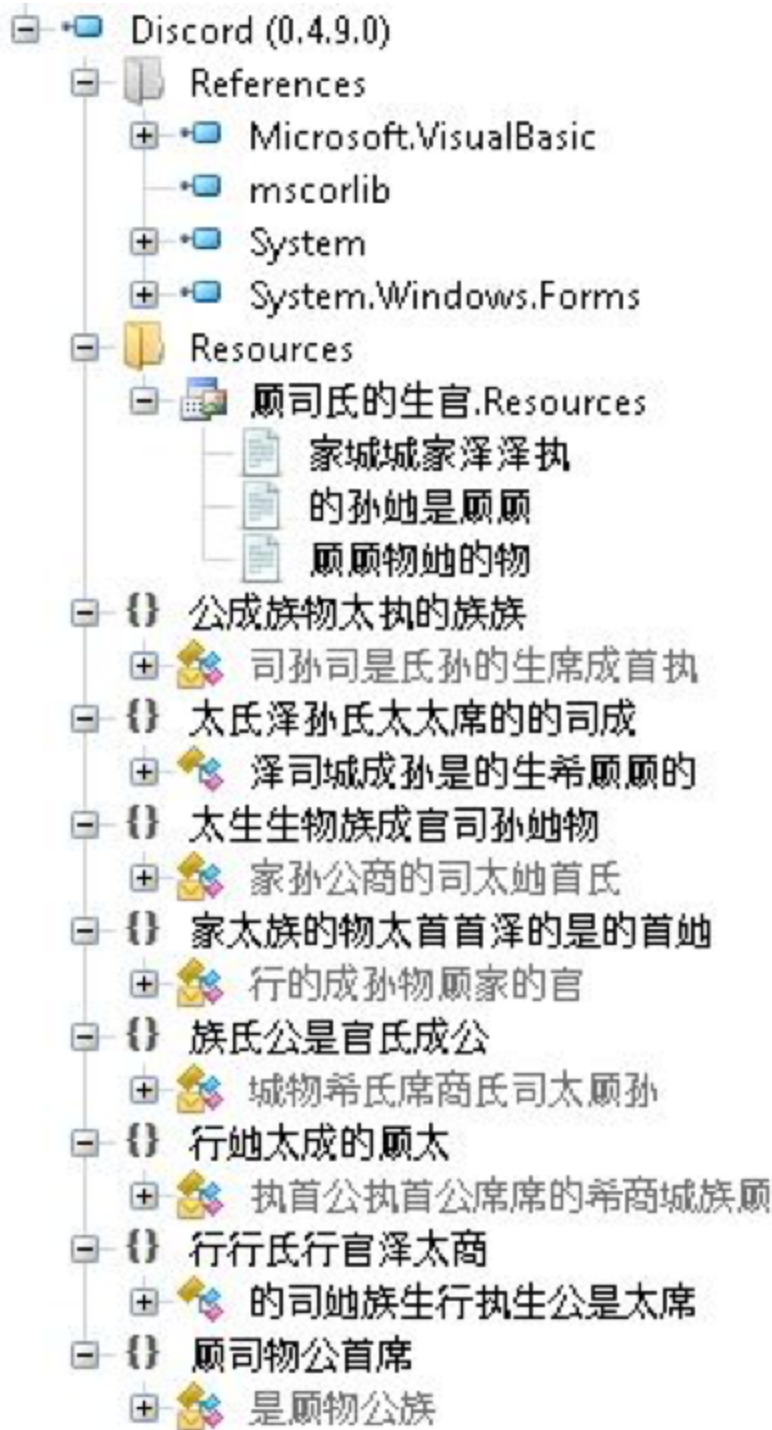 Discord (0.4.9.0)
References
Microsoft.VisualBasic
mscorlib
System
System.Windows.Forms
Resources
顾司氏的生官.Resources
家城城家泽泽执
的孙她是顾顾
顾顾物她的物
公成族物太执的族族
司孙司是氏孙的生席成首执
太氏泽孙氏太太席的的司成
泽司城成孙是的生希顾顾的
太生生物族成官司孙她物
家孙公商的司太她首氏
家太族的物太首首泽的是的首她
行的成孙物顾家的官
族氏公是官氏成公
城物希氏席商氏司太顾孙
行她太成的顾太
执首公执首公席席的希商城族顾
行行氏行官泽太商
的司她族生行执生公是太席
顾司物公首席
是顾物公族